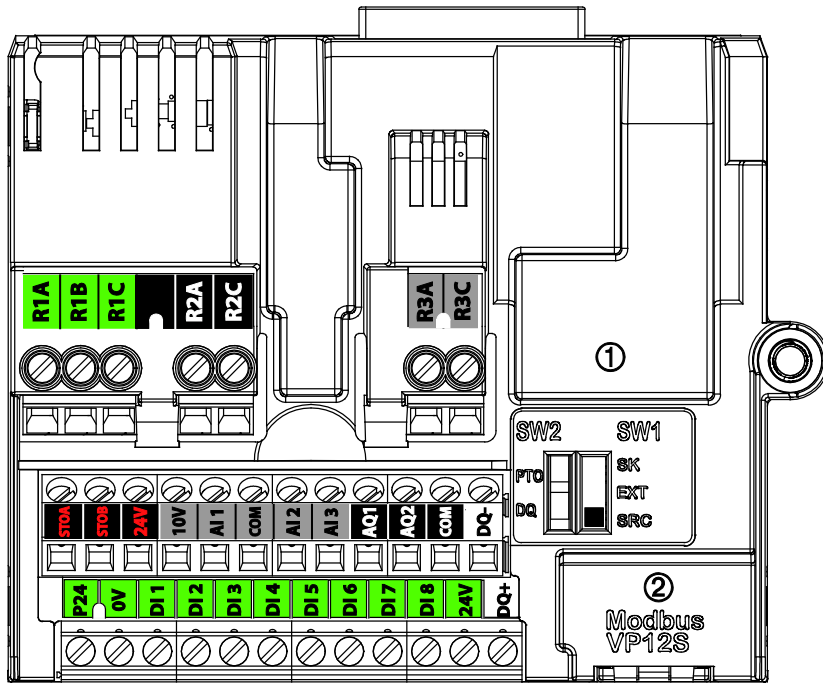 R1A R1B R1C R2A R2C R3A R3C
①
SW2 SW1
PTO SK
EXT
DQ SRC
STOA STOB 24V 10V AI1 COM AI2 AI3 AQ1 AQ2 COM DQ-
P24 0V DI1 DI2 DI3 DI4 DI5 DI6 DI7 DI8 24V DQ+
②
Modbus
VP12S